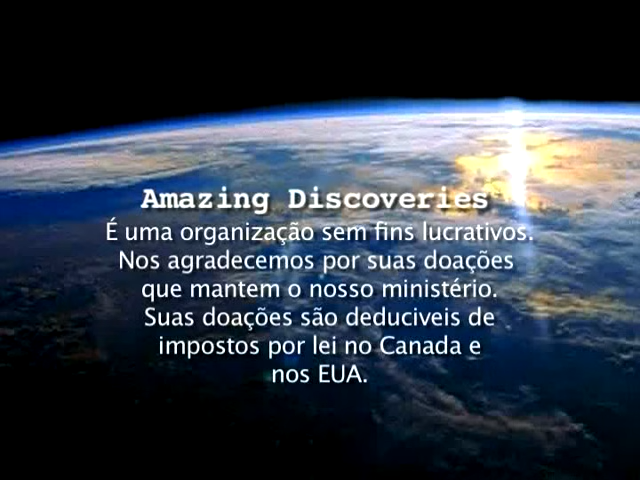 Amazing Discoveries
É uma organização sem fins lucrativos.
Nos agradecemos por suas doações
que mantem o nosso ministério.
Suas doações são deduciveis de
impostos por lei no Canada e
nos EUA.